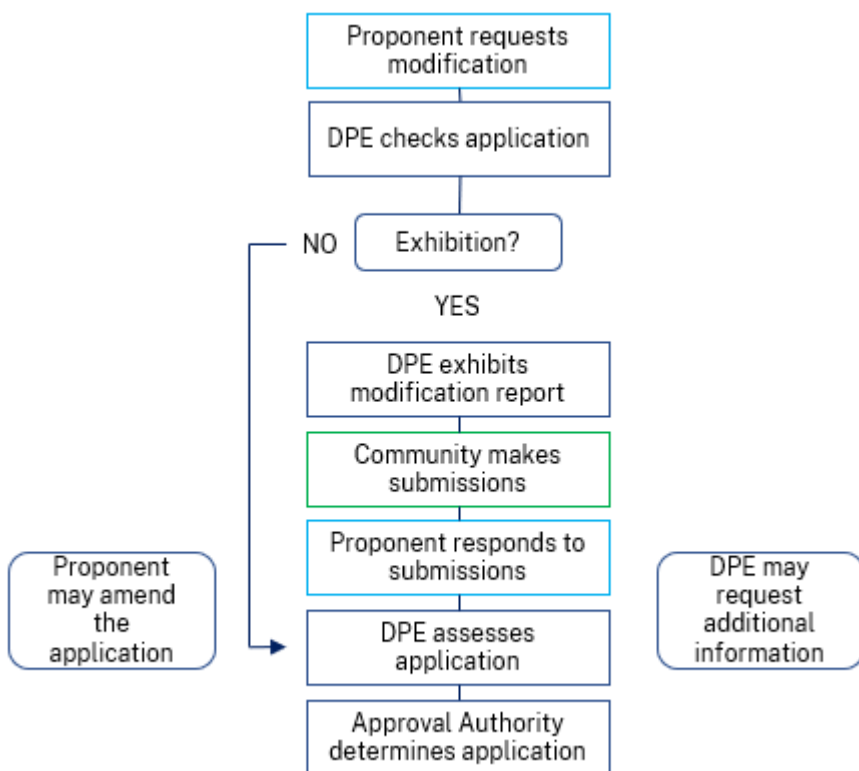 Proponent requests
modification
DPE checks application
NO
Exhibition?
YES
DPE exhibits
modification report
Community makes
submissions
Proponent responds to
submissions
Proponent
may amend
the
application
DPE may
request
additional
information
DPE assesses
application
Approval Authority
determines application